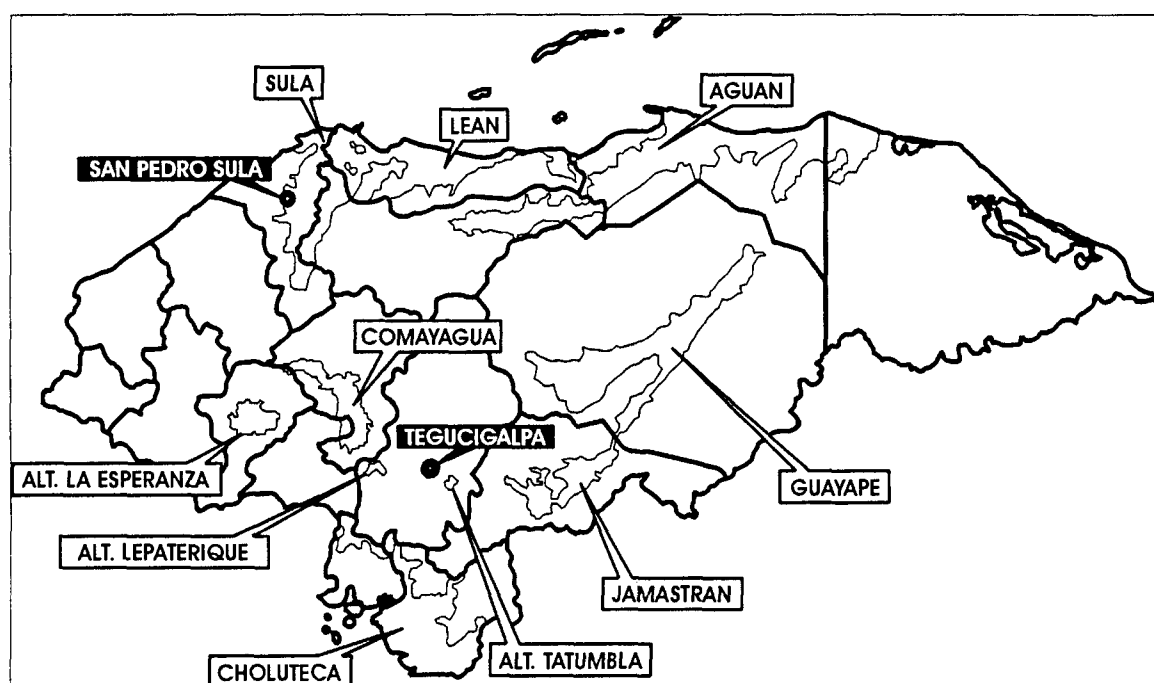 SULA
AGUAN
LEAN
SAN PEDRO SULA
COMAYAGUA
TEGUCIGALPA
ALT. LA ESPERANZA
GUAYAPE
ALT. LEPATERIQUE
JAMASTRAN
ALT. TATUMBLA
CHOLUTECA